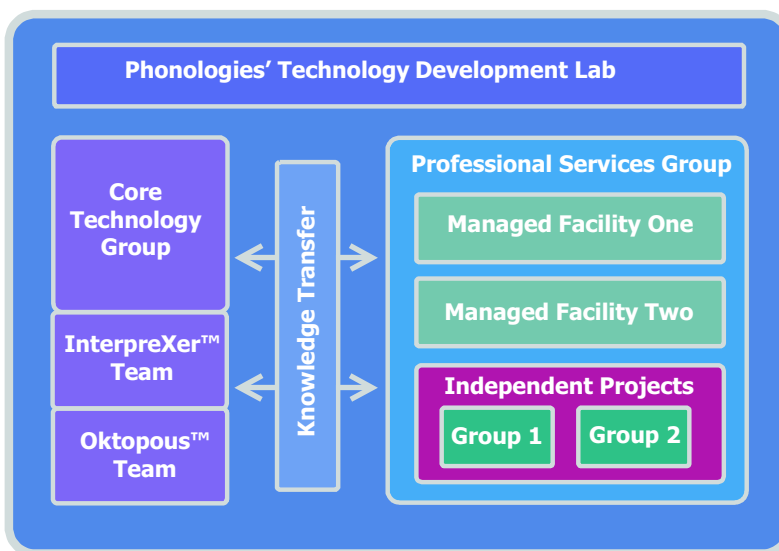 Phonologies’ Technology Development Lab
Core
Technology
Group
InterpreXer™
Team
Oktopous™
Team
Knowledge Transfer
Professional Services Group
Managed Facility One
Managed Facility Two
Independent Projects
Group 1
Group 2